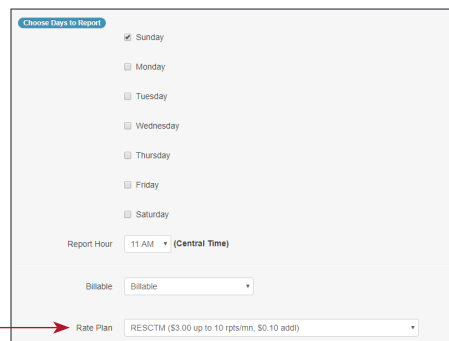 Choose Days to Report
Sunday
Monday
Tuesday
Wednesday
Thursday
Friday
Saturday
Report Hour 11 AM (Central Time)
Billable Billable
Rate Plan RESCTM ($3.00 up to 10 rpts/mn, $0.10 addl)